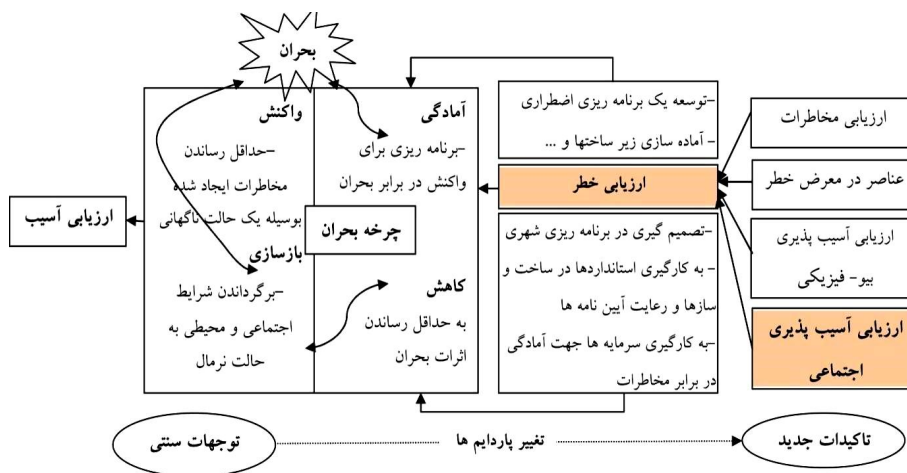 بحران
-توسعه یک برنامه ریزی اضطراری
- آماده سازی زیر ساختها و ...
ارزیابی مخاطرات
عناصر در معرض خطر
ارزیابی آسیب پذیری
بیو- فیزیکی
ارزیابی آسیب پذیری
اجتماعی
ارزیابی خطر
-تصمیم گیری در برنامه ریزی شهری
- به کارگیری استانداردها در ساخت و
سازها و رعایت آیین نامه ها
-به کارگیری سرمایه ها جهت آمادگی
در برابر مخاطرات
آمادگی
-برنامه ریزی برای
واکنش در برابر بحران
چرخه بحران
کاهش
به حداقل رساندن
اثرات بحران
واکنش
-حداقل رساندن
مخاطرات ایجاد شده
بوسیله یک حالت ناگهانی
بازسازی
-برگرداندن شرایط
اجتماعی و محیطی به
حالت نرمال
ارزیابی آسیب
تاکیدات جدید
تغییر پاردایم ها
توجهات سنتی